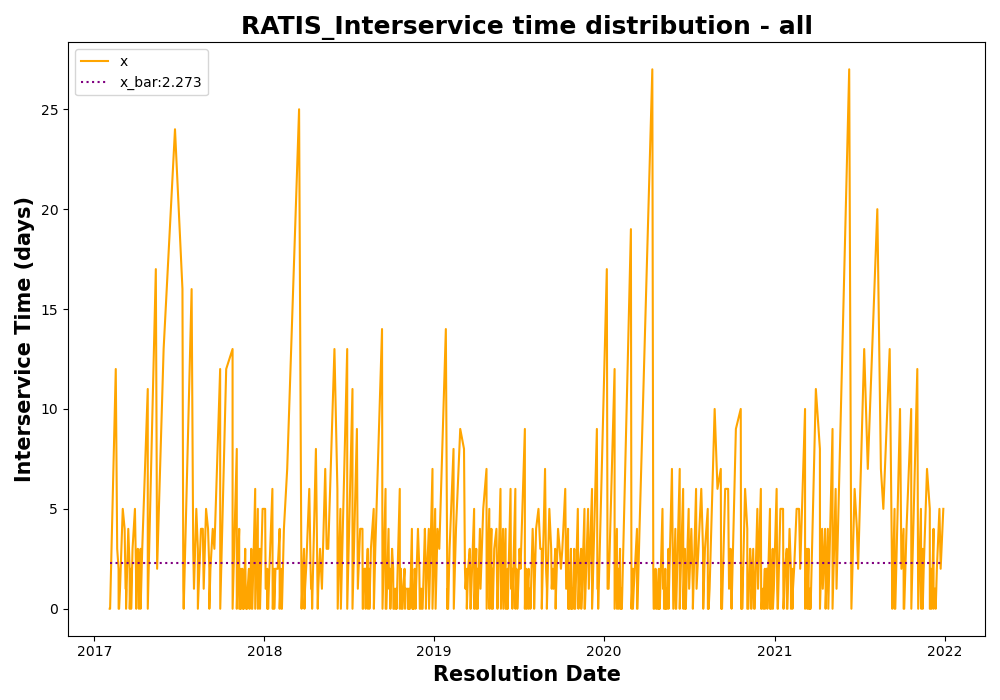 RATIS_Interservice time distribution - all
x
x_bar:2.273
Interservice Time (days)
25
20
15
10
5
0
2017
2018
2019
2020
2021
2022
Resolution Date